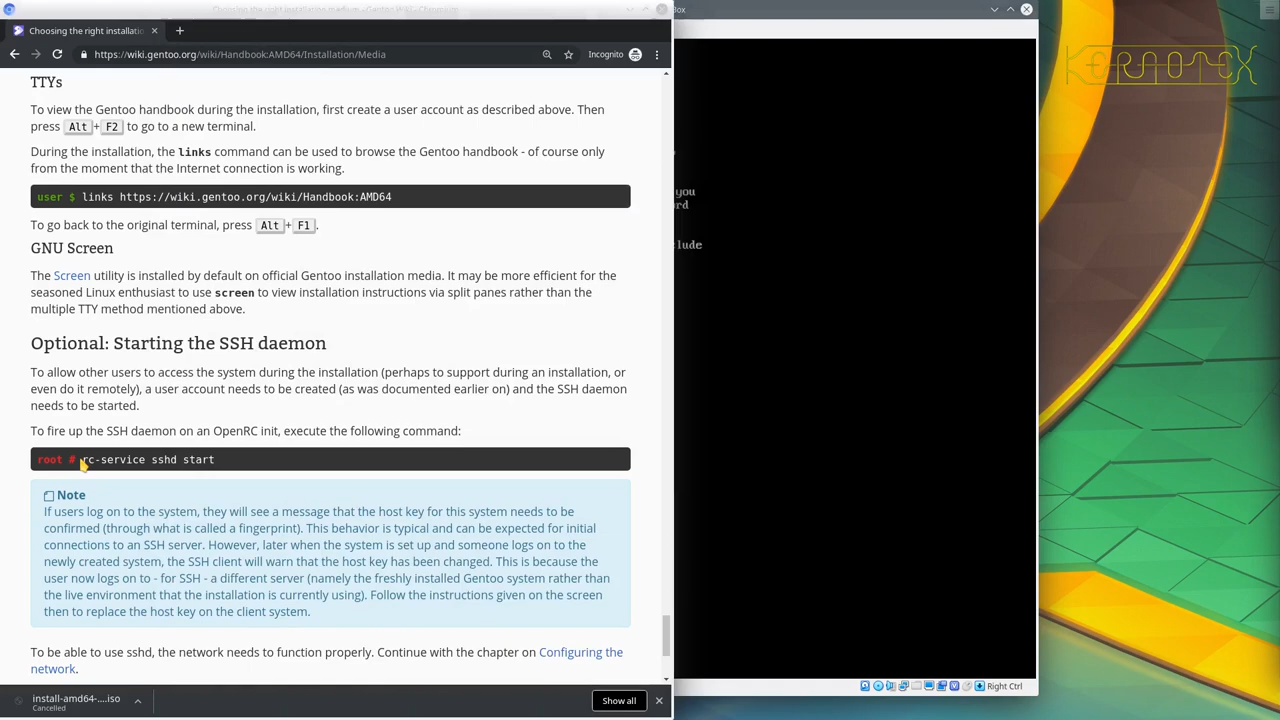 Choosing the right installatio
https://wiki.gentoo.org/wiki/Handbook:AMD64/Installation/Media
Incognito
TTYs
To view the Gentoo handbook during the installation, first create a user account as described above. Then
press Alt+F2 to go to a new terminal.
During the installation, the links command can be used to browse the Gentoo handbook - of course only
from the moment that the Internet connection is working.
user $ links https://wiki.gentoo.org/wiki/Handbook:AMD64
To go back to the original terminal, press Alt+F1.
GNU Screen
The Screen utility is installed by default on official Gentoo installation media. It may be more efficient for the
seasoned Linux enthusiast to use screen to view installation instructions via split panes rather than the
multiple TTY method mentioned above.
Optional: Starting the SSH daemon
To allow other users to access the system during the installation (perhaps to support during an installation, or
even do it remotely), a user account needs to be created (as was documented earlier on) and the SSH daemon
needs to be started.
To fire up the SSH daemon on an OpenRC init, execute the following command:
root # rc-service sshd start
Note
If users log on to the system, they will see a message that the host key for this system needs to be
confirmed (through what is called a fingerprint). This behavior is typical and can be expected for initial
connections to an SSH server. However, later when the system is set up and someone logs on to the
newly created system, the SSH client will warn that the host key has been changed. This is because the
user now logs on to - for SSH - a different server (namely the freshly installed Gentoo system rather than
the live environment that the installation is currently using). Follow the instructions given on the screen
then to replace the host key on the client system.
To be able to use sshd, the network needs to function properly. Continue with the chapter on Configuring the
network.
install-amd64-....iso
Cancelled
Show all
Box
you
rd
lude
Right Ctrl